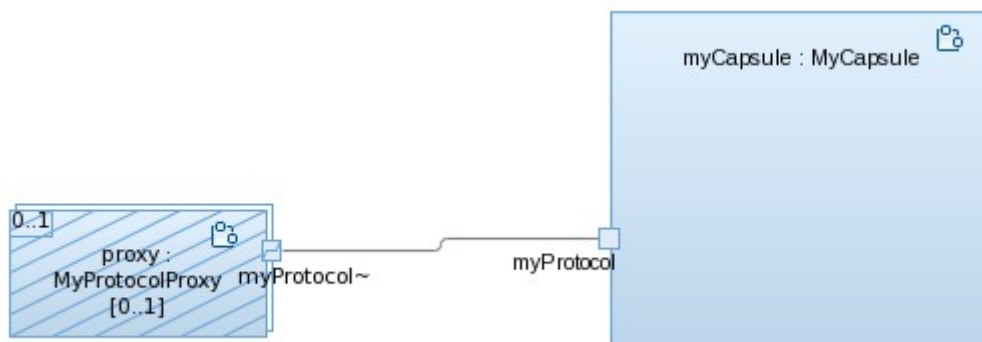 myCapsule : MyCapsule
0..1
proxy :
MyProtocolProxy
[0..1]
myProtocol~
myProtocol